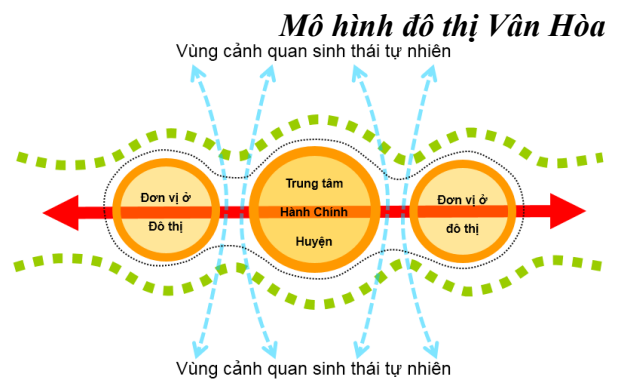 Mô hình đô thị Vân Hòa
Vùng cảnh quan sinh thái tự nhiên
Đơn vị ở
Đô thị
Trung tâm
Hành Chính
Huyện
Đơn vị ở
đô thị
Vùng cảnh quan sinh thái tự nhiên